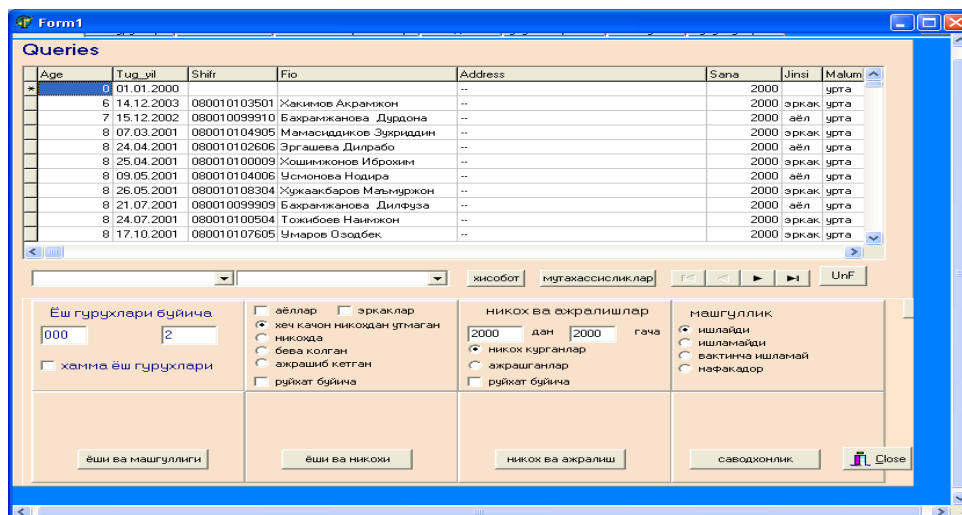 Form1
Queries
Age Tug_yil Shifr Fio Address Sana Jinsi Malum
* 0 01.01.2000 -- 2000 урта
6 14.12.2003 080010103501 Хакимов Акрамжон -- 2000 эркак урта
7 15.12.2002 080010099910 Бахрамжанова Дурдона -- 2000 аёл урта
8 07.03.2001 080010104905 Мамасиддиков Зухриддин -- 2000 эркак урта
8 24.04.2001 080010102606 Эргашева Дилрабо -- 2000 аёл урта
8 25.04.2001 080010100009 Хошимжонов Иброхим -- 2000 эркак урта
8 09.05.2001 080010104006 Усмонова Нодира -- 2000 аёл урта
8 26.05.2001 080010108304 Хужаакбаров Маъмуржон -- 2000 эркак урта
8 21.07.2001 080010099909 Бахрамжанова Дилфуза -- 2000 аёл урта
8 24.07.2001 080010100504 Тожибоев Наимжон -- 2000 эркак урта
8 17.10.2001 080010107605 Умаров Озодбек -- 2000 эркак урта
хисобот мутахассисликлар UnF
Ёш гурухлари буйича
000 2
хамма ёш гурухлари
аёллар эркаклар
хеч качон никохдан утмаган
никохда
бева колган
ажрашиб кетган
руйхат буйича
никох ва ажралишлар
2000 дан 2000 гача
никох курганлар
ажрашганлар
руйхат буйича
машгуллик
ишлайди
ишламайди
вактинча ишламай
нафакадор
ёши ва машгуллиги ёши ва никохи никох ва ажралиш саводхонлик Close